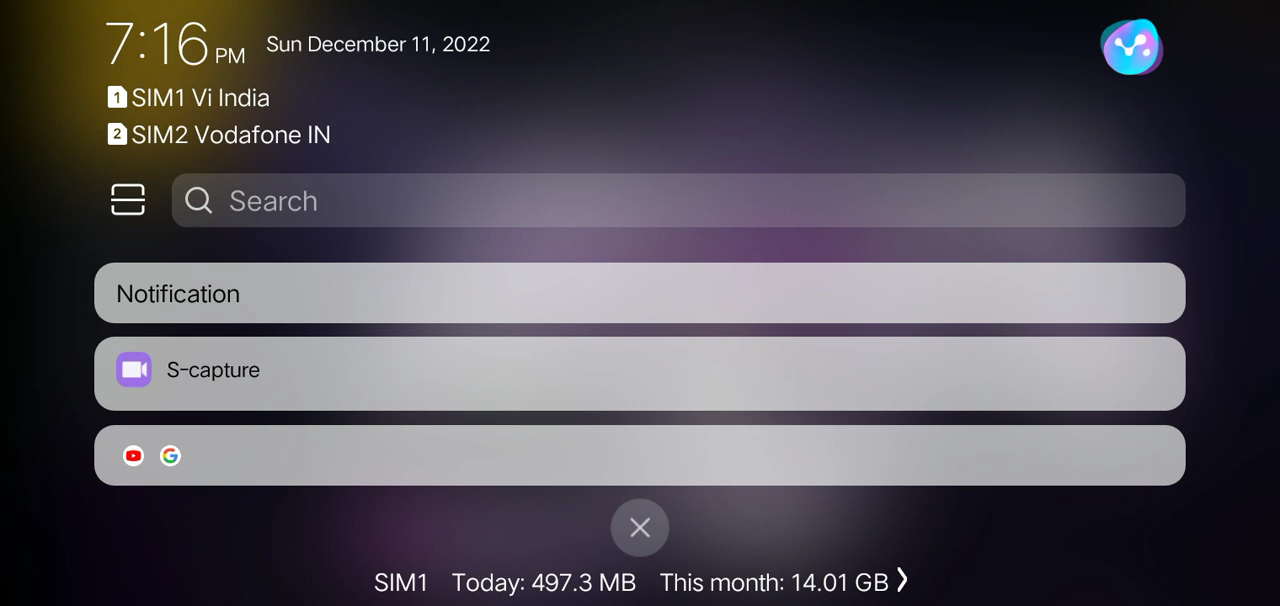 7:16 PM Sun December 11, 2022
1 SIM1 Vi India
2 SIM2 Vodafone IN
Search
Notification
S-capture
G
SIM1 Today: 497.3 MB This month: 14.01 GB